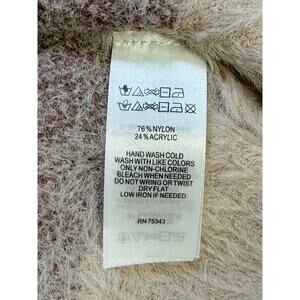 76%NYLON
24%ACRYLIC
HAND WASH COLD
WASH WITH LIKE COLORS
ONLY NON-CHLORINE
BLEACH WHEN NEEDED
DO NOT WRING OR TWIST
DRY FLAT
LOW IRON IF NEEDED
RN 75343